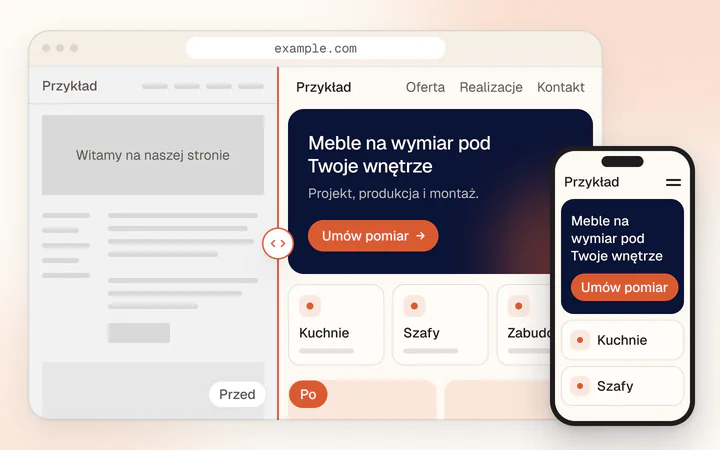 example.com
Przykład
Witamy na naszej stronie
Przed
Przykład
Oferta Realizacje Kontakt
Meble na wymiar pod
Twoje wnętrze
Projekt, produkcja i montaż.
Umów pomiar →
Kuchnie
Szafy
Po
Przykład
Meble na
wymiar pod
Twoje wnętrze
Umów pomiar
Kuchnie
Szafy